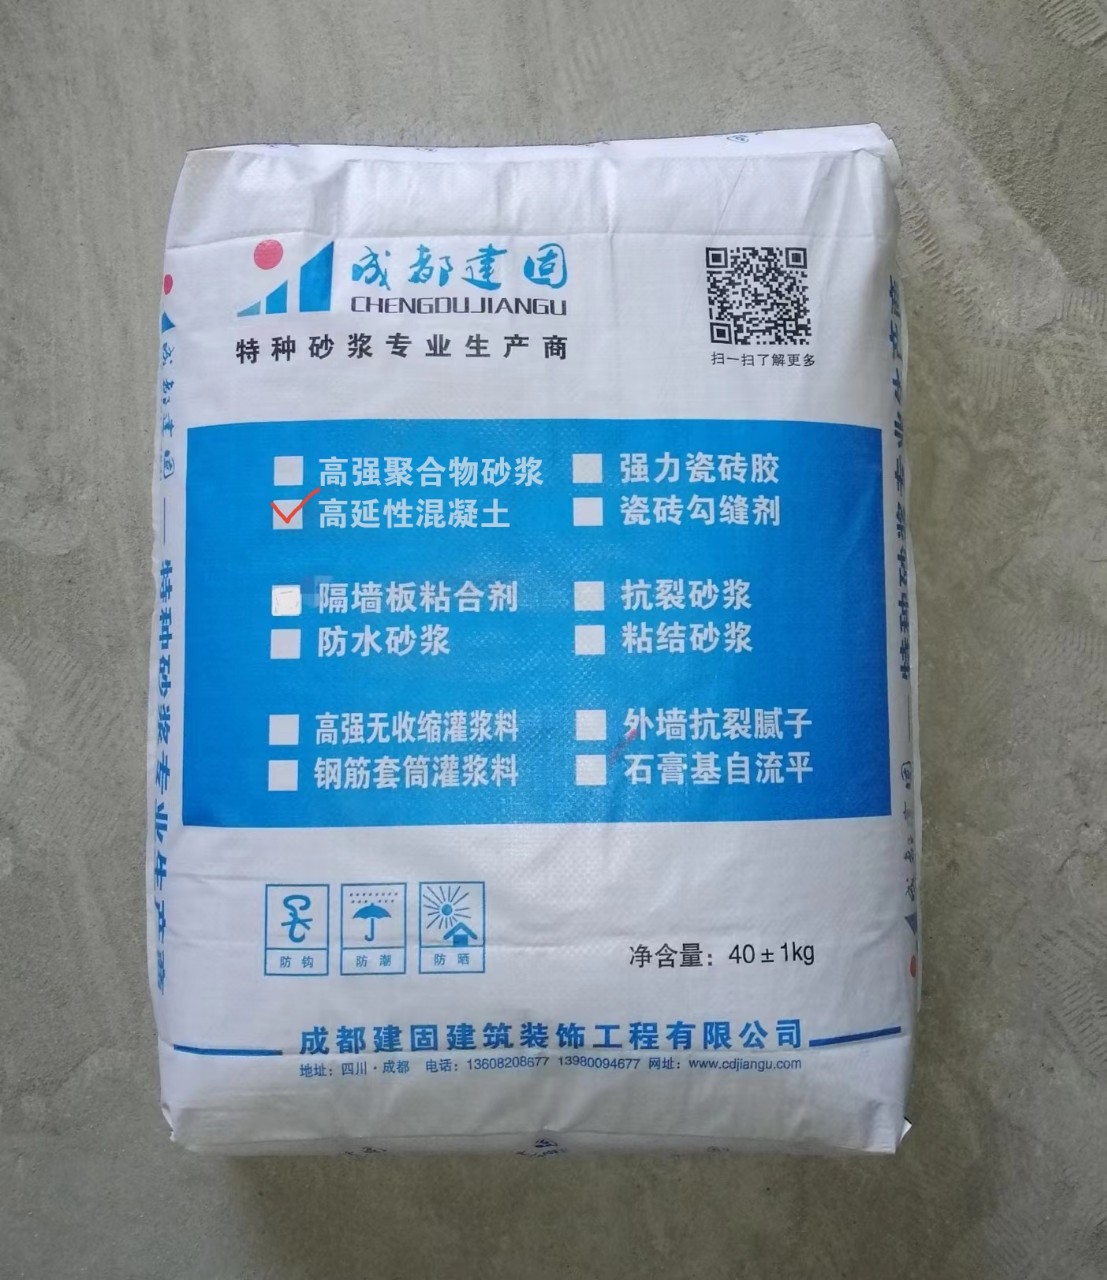 成都建固
CHENGDUJIANGU
特种砂浆专业生产商
扫一扫了解更多
高强聚合物砂浆
强力瓷砖胶
高延性混凝土
瓷砖勾缝剂
隔墙板粘合剂
抗裂砂浆
防水砂浆
粘结砂浆
高强无收缩灌浆料
外墙抗裂腻子
钢筋套筒灌浆料
石膏基自流平
防钩
防潮
防晒
净含量：40±1kg
成都建固建筑装饰工程有限公司
地址：四川·成都 电话：13608208677 13980094677 网址：www.cdjiangu.com
成都建固——特种砂浆专业生产商